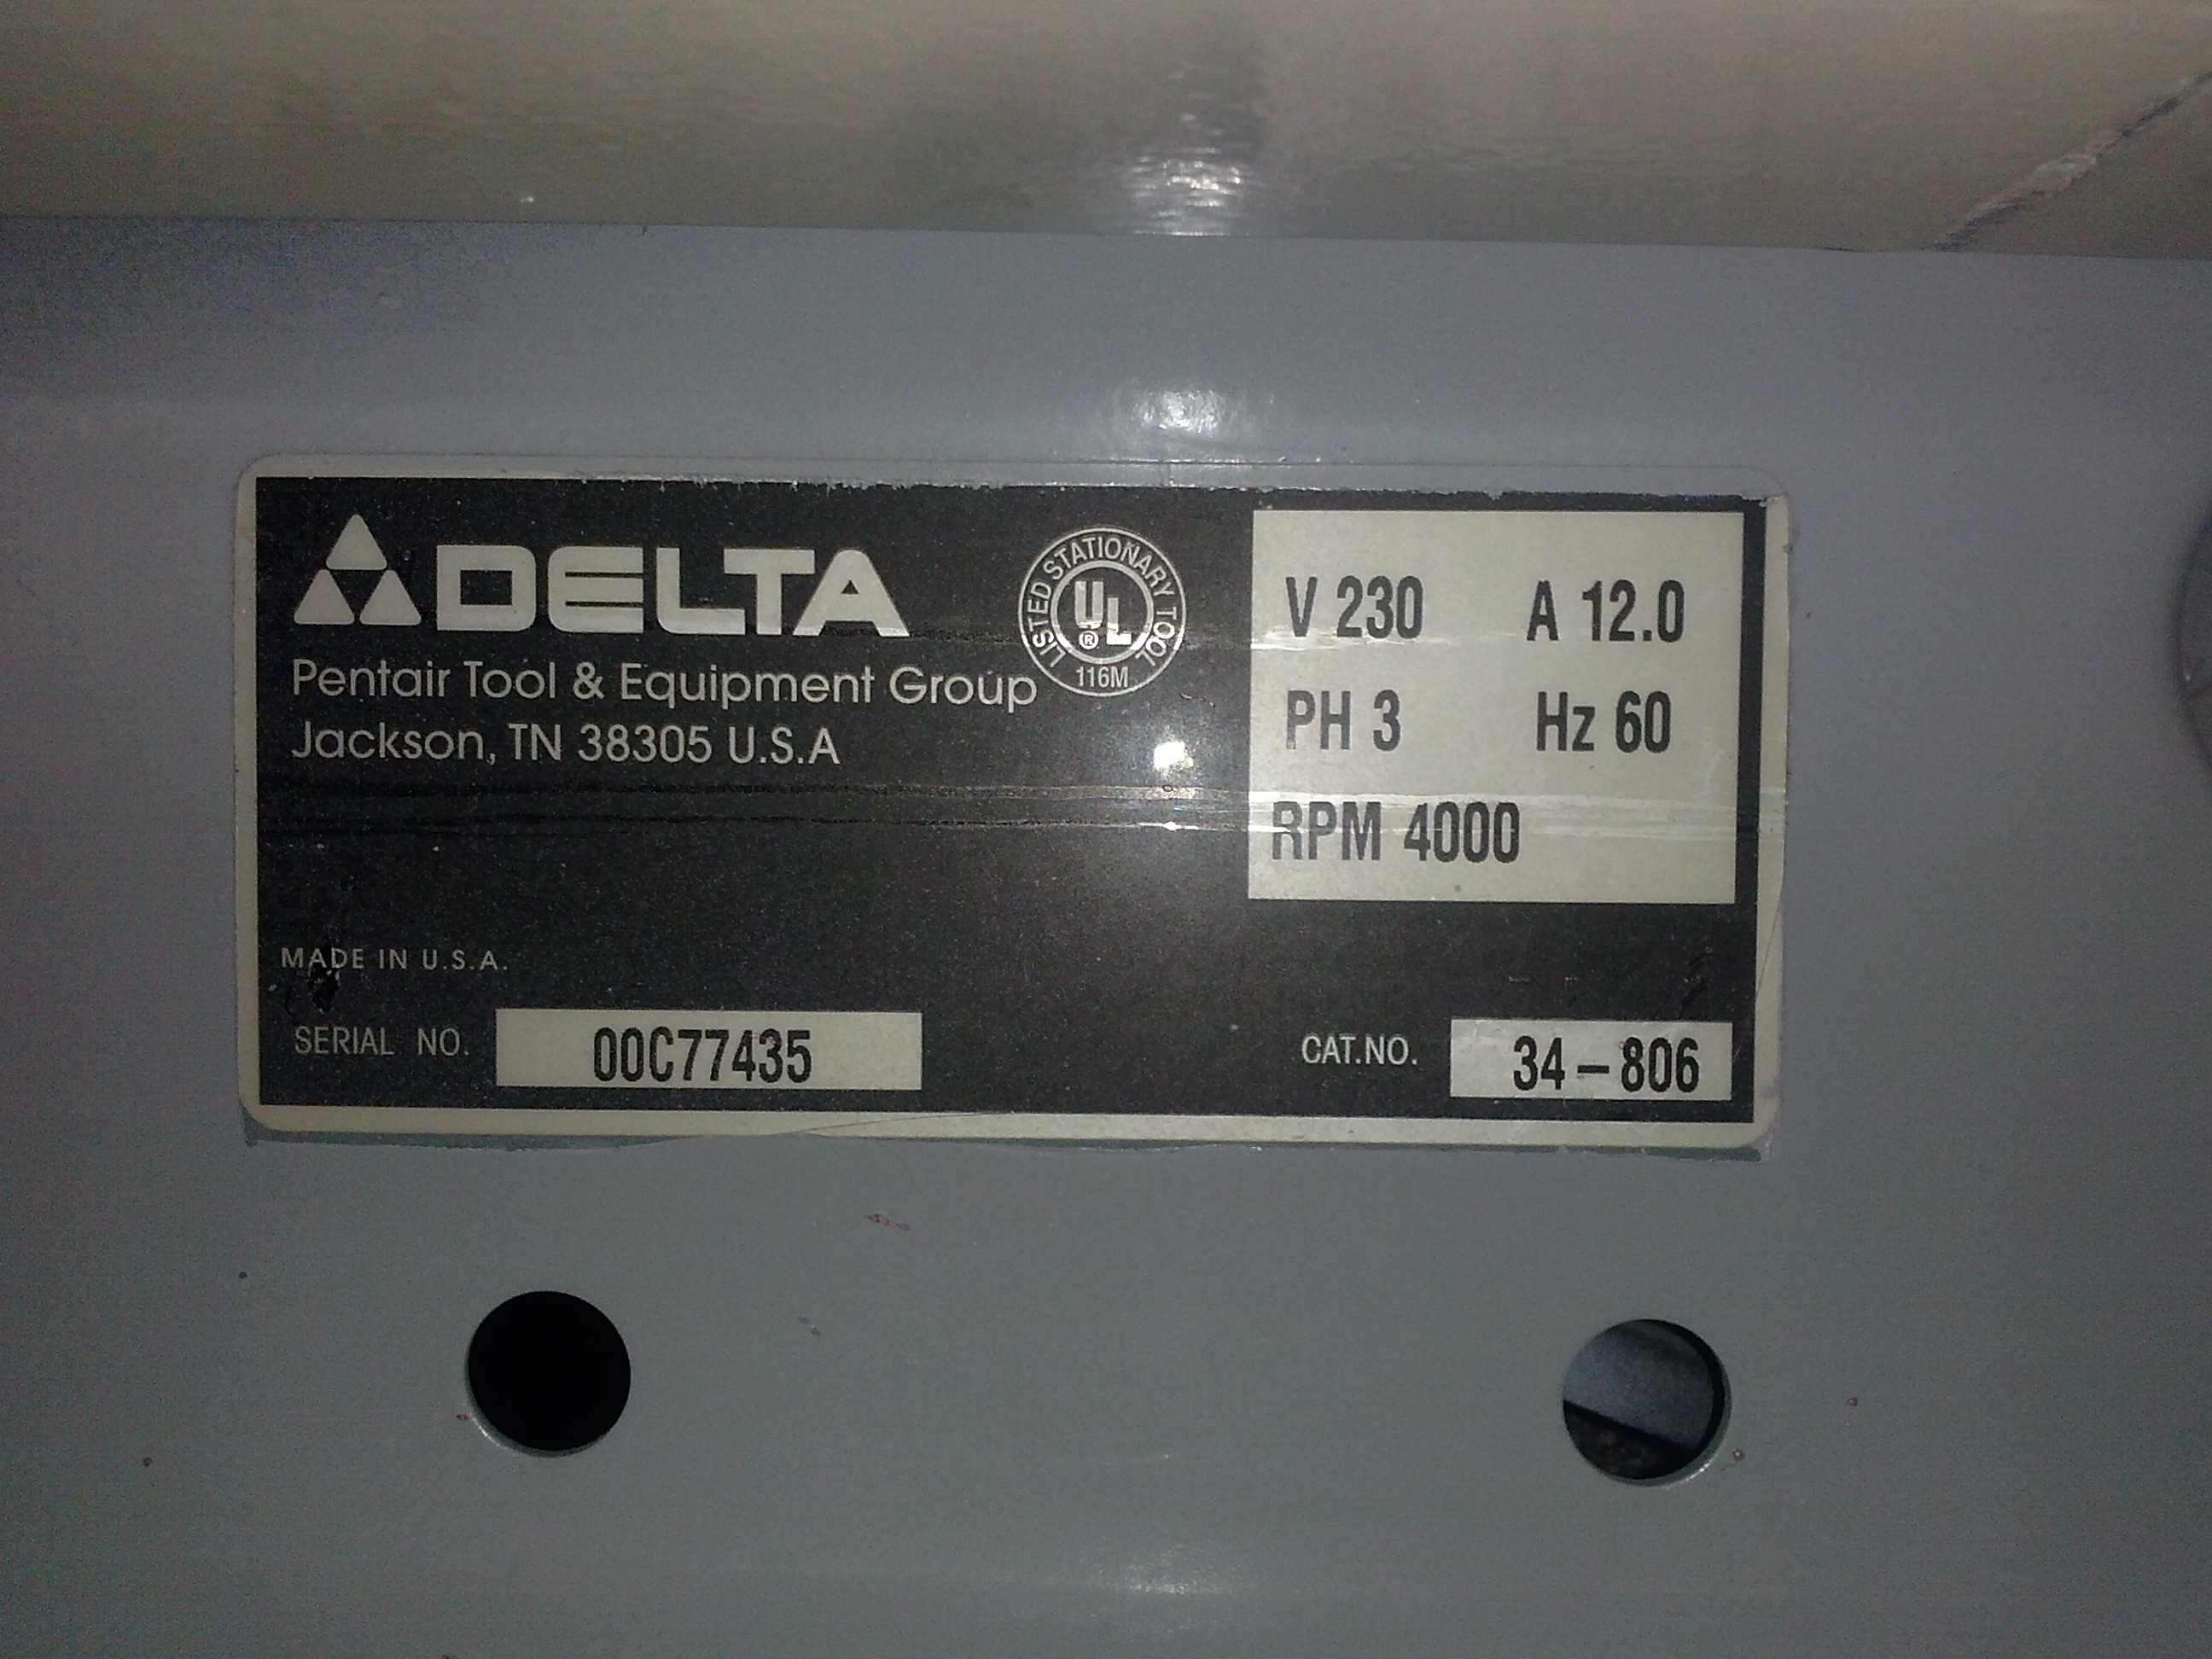 DELTA
Pentair Tool & Equipment Group
Jackson, TN 38305 U.S.A
LISTED STATIONARY TOOL
UL ®
116M
V 230 A 12.0
PH 3 Hz 60
RPM 4000
MADE IN U.S.A.
SERIAL NO. 00C77435
CAT.NO. 34-806